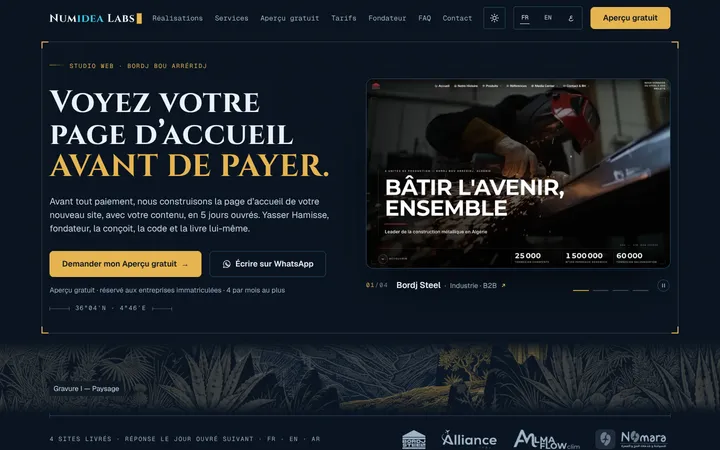 NUMIDEA LABS
Réalisations Services Aperçu gratuit Tarifs Fondateur FAQ Contact
FR EN ع
Aperçu gratuit
STUDIO WEB · BORDJ BOU ARRÉRIDJ
VOYEZ VOTRE
PAGE D'ACCUEIL
AVANT DE PAYER.
Avant tout paiement, nous construisons la page d'accueil de votre
nouveau site, avec votre contenu, en 5 jours ouvrés. Yasser Hamisse,
fondateur, la conçoit, la code et la livre lui-même.
Demander mon Aperçu gratuit →
Écrire sur WhatsApp
Aperçu gratuit · réservé aux entreprises immatriculées · 4 par mois au plus
36°04′N · 4°46′E
BÂTIR L'AVENIR,
ENSEMBLE
Leader de la construction métallique en Algérie
25 000
1 500 000
60 000
01/04 Bordj Steel · Industrie · B2B ↗
Gravure I — Paysage
4 SITES LIVRÉS · RÉPONSE LE JOUR OUVRÉ SUIVANT · FR · EN · AR
BORDJ
STEEL
Alliance
ALMA
FLOW clim
Nomara